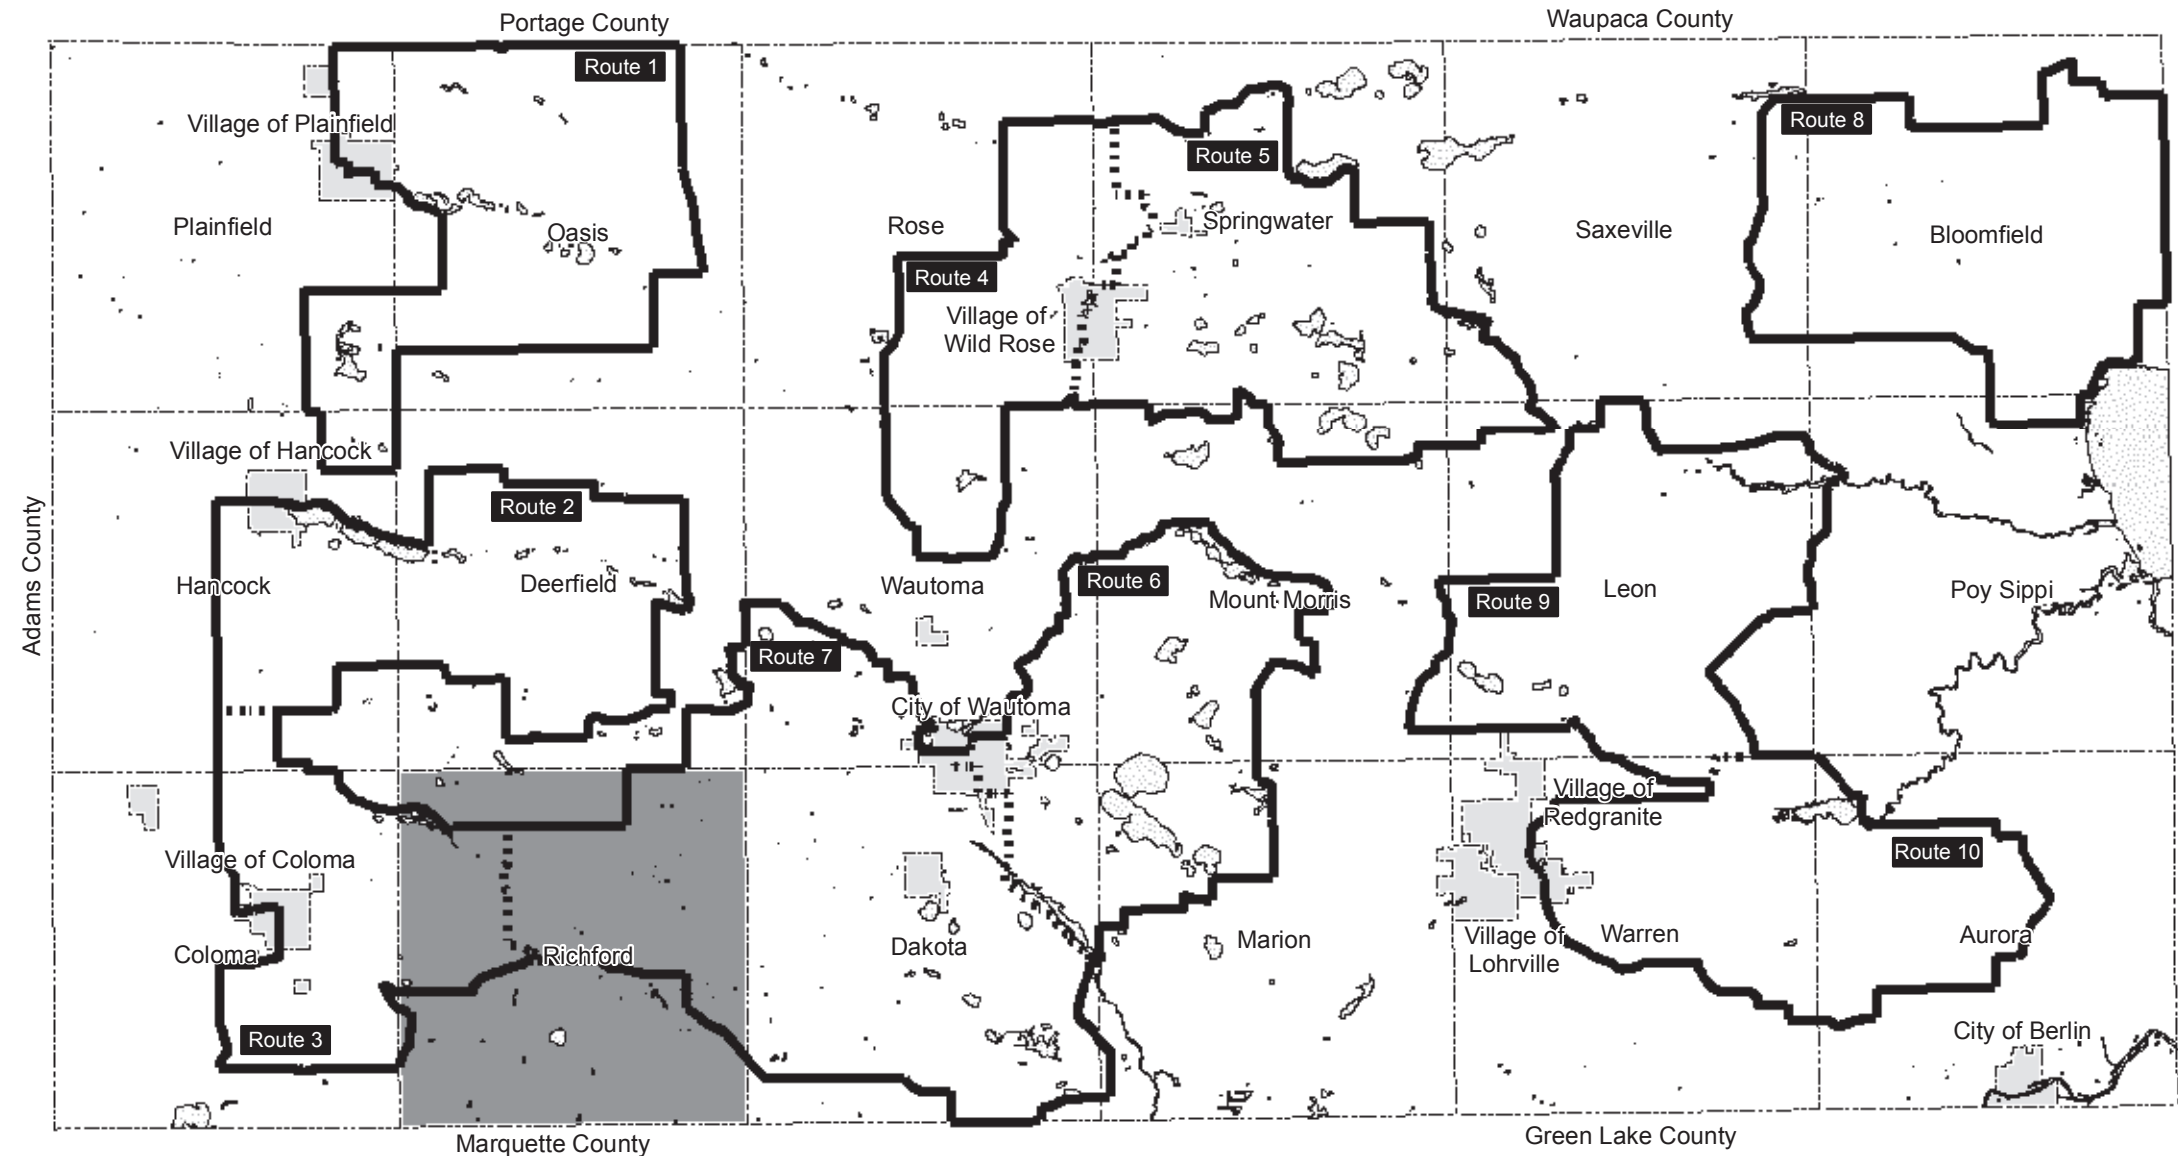 Portage County
Waupaca County
Route 1
Route 8
Village of Plainfield
Route 5
Plainfield
Oasis
Rose
Springwater
Saxeville
Bloomfield
Route 4
Village of
Wild Rose
Village of Hancock
Route 2
Adams County
Hancock
Deerfield
Wautoma
Route 6
Mount Morris
Route 9
Leon
Poy Sippi
Route 7
City of Wautoma
Village of
Redgranite
Village of Coloma
Route 10
Coloma
Richford
Dakota
Marion
Village of
Lohrville
Warren
Aurora
Route 3
City of Berlin
Marquette County
Green Lake County